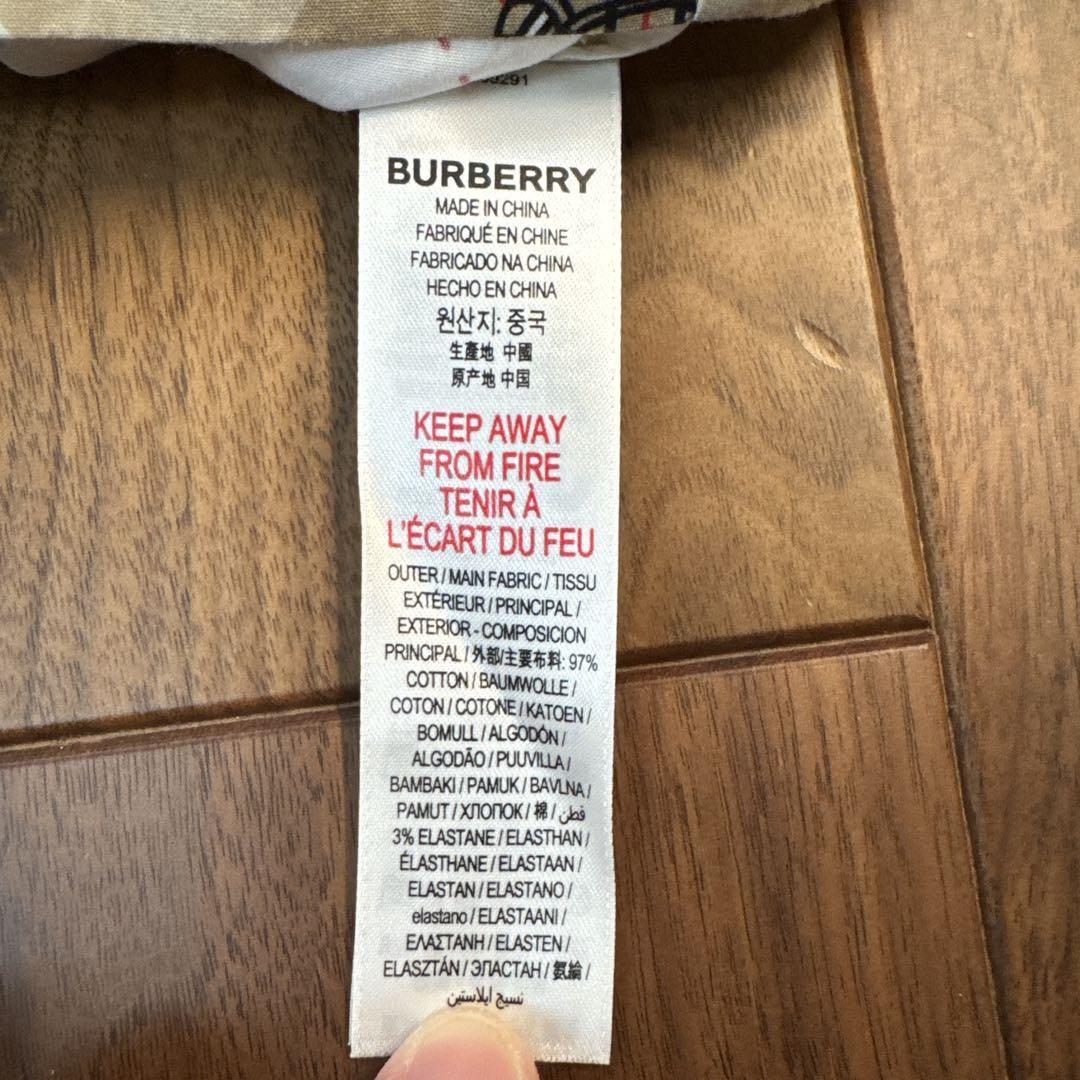 BURBERRY
MADE IN CHINA
FABRIQUÉ EN CHINE
FABRICADO NA CHINA
HECHO EN CHINA
원산지: 중국
生產地 中國
原产地 中国
KEEP AWAY
FROM FIRE
TENIR À
L'ÉCART DU FEU
OUTER / MAIN FABRIC / TISSU
EXTÉRIEUR / PRINCIPAL /
EXTERIOR - COMPOSICION
PRINCIPAL / 外部/主要布料: 97%
COTTON / BAUMWOLLE /
COTON / COTONE / KATOEN /
BOMULL / ALGODÓN /
ALGODÃO / PUUVILLA /
BAMBAKI / PAMUK / BAVLNA /
PAMUT / ХЛОПОК / 棉 / قطن /
3% ELASTANE / ELASTHAN /
ÉLASTHANE / ELASTAAN /
ELASTAN / ELASTANO /
elastano / ELASTAANI /
ΕΛΑΣΤΑΝΗ / ELASTEN /
ELASZTÁN / ЭЛАСТАН / 氨綸 /
نسيج ايلاستين